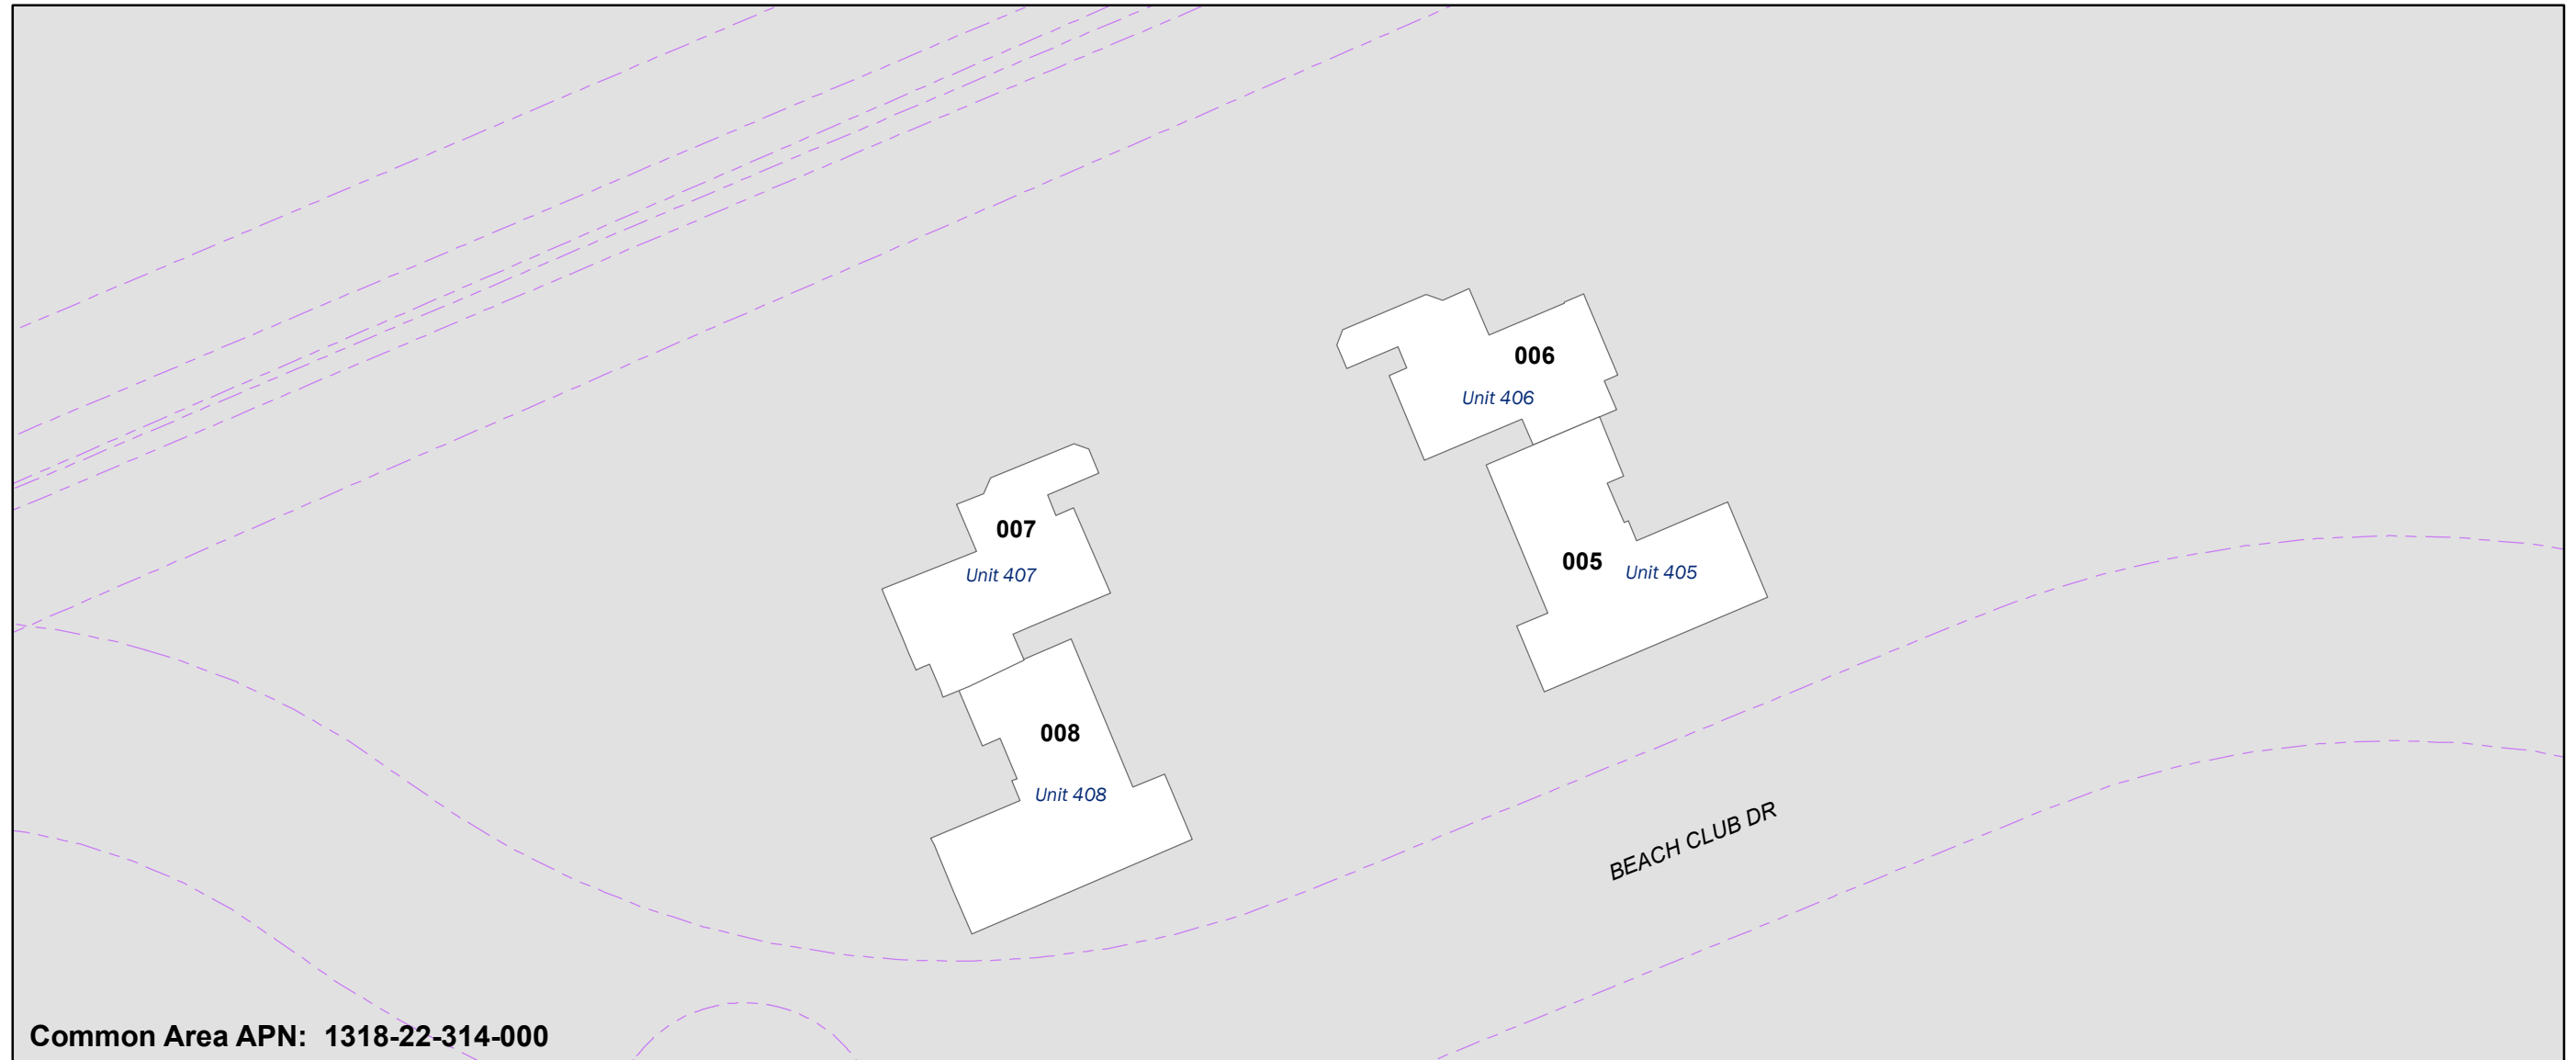 006
Unit 406
007
Unit 407
005
Unit 405
008
Unit 408
BEACH CLUB DR
Common Area APN: 1318-22-314-000